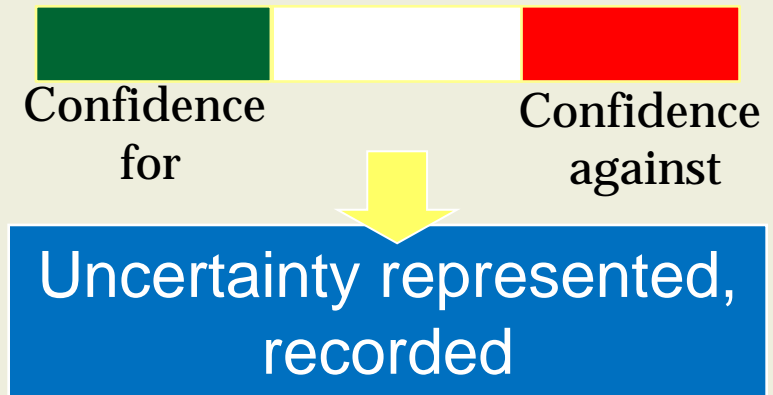 Confidence
for
Confidence
against
Uncertainty represented,
recorded